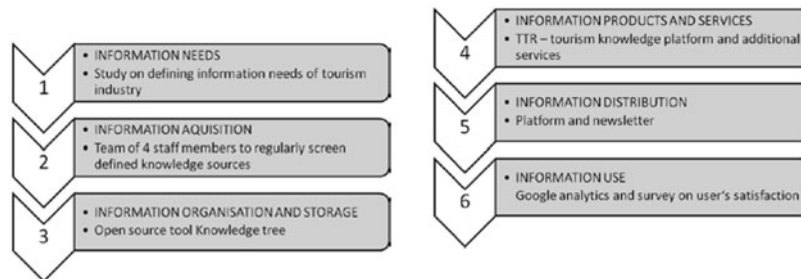 1
• INFORMATION NEEDS
• Study on defining information needs of tourism
industry
2
• INFORMATION AQUISITION
• Team of 4 staff members to regularly screen
defined knowledge sources
3
• INFORMATION ORGANISATION AND STORAGE
• Open source tool Knowledge tree
4
• INFORMATION PRODUCTS AND SERVICES
• TTR – tourism knowledge platform and additional
services
5
• INFORMATION DISTRIBUTION
• Platform and newsletter
6
• INFORMATION USE
Google analytics and survey on user's satisfaction